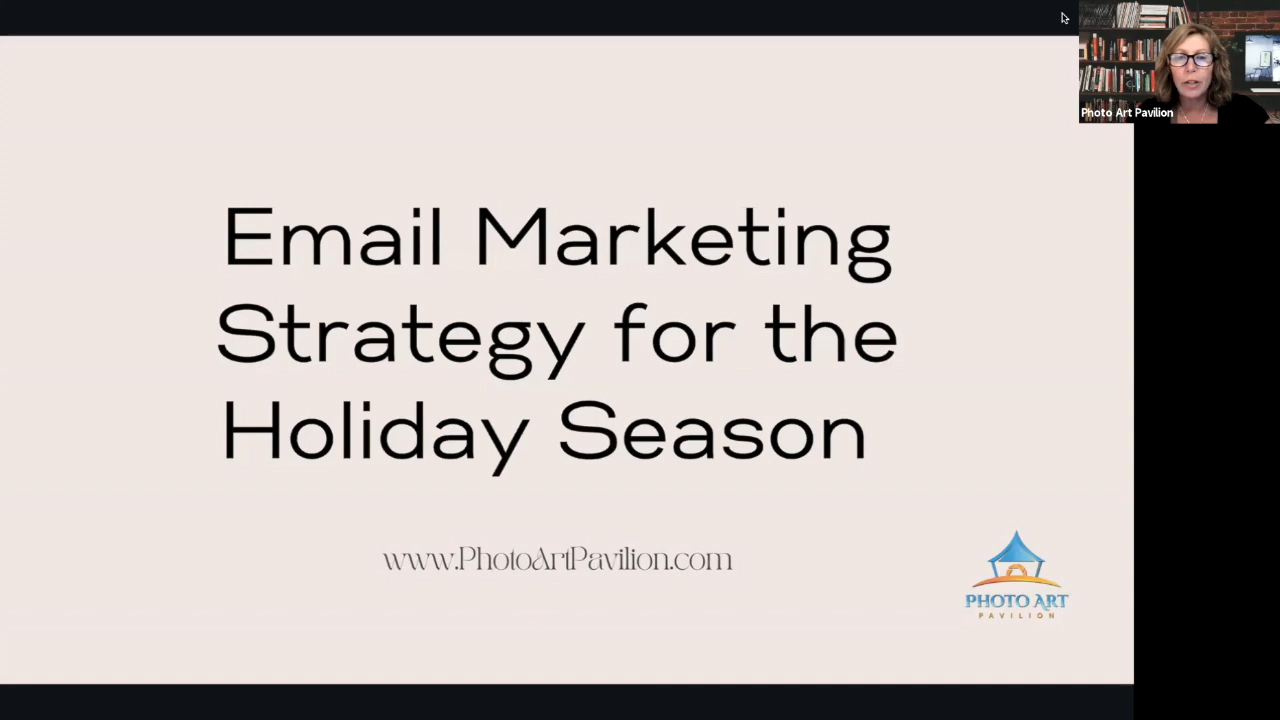 Photo Art Pavilion
Email Marketing
Strategy for the
Holiday Season
www.PhotoArtPavilion.com
PHOTO ART
PAVILION